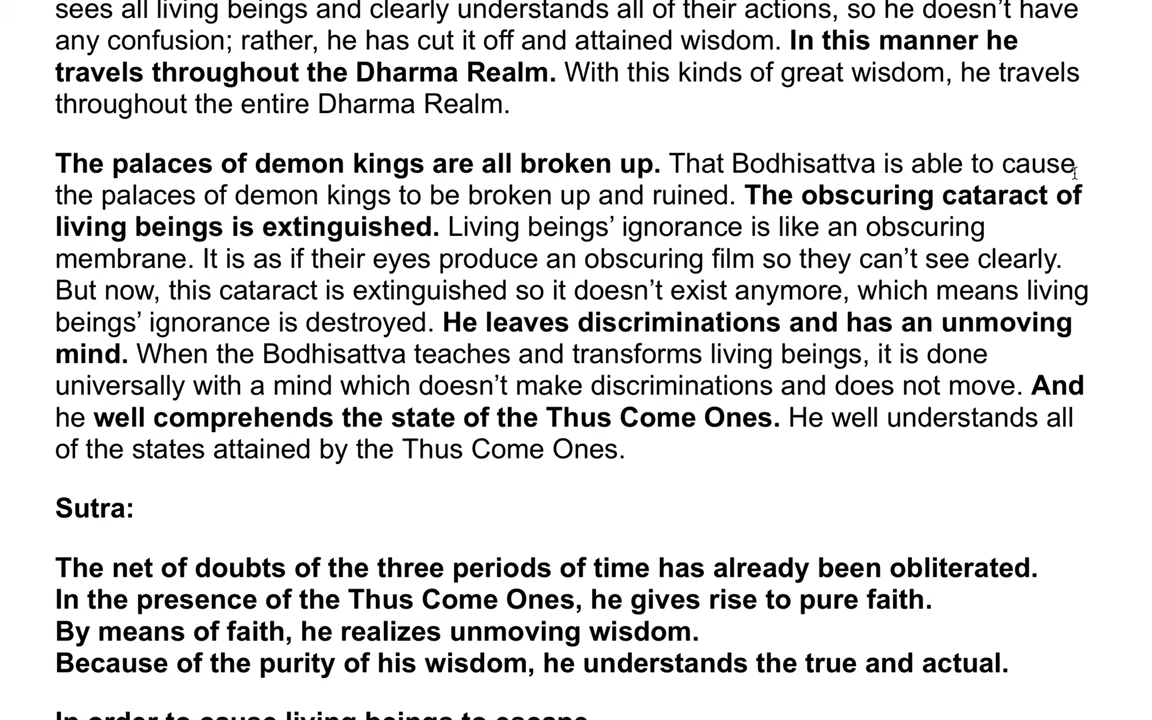 sees all living beings and clearly understands all of their actions, so he doesn't have
any confusion; rather, he has cut it off and attained wisdom. In this manner he
travels throughout the Dharma Realm. With this kinds of great wisdom, he travels
throughout the entire Dharma Realm.
The palaces of demon kings are all broken up. That Bodhisattva is able to cause
the palaces of demon kings to be broken up and ruined. The obscuring cataract of
living beings is extinguished. Living beings' ignorance is like an obscuring
membrane. It is as if their eyes produce an obscuring film so they can't see clearly.
But now, this cataract is extinguished so it doesn't exist anymore, which means living
beings' ignorance is destroyed. He leaves discriminations and has an unmoving
mind. When the Bodhisattva teaches and transforms living beings, it is done
universally with a mind which doesn't make discriminations and does not move. And
he well comprehends the state of the Thus Come Ones. He well understands all
of the states attained by the Thus Come Ones.
Sutra:
The net of doubts of the three periods of time has already been obliterated.
In the presence of the Thus Come Ones, he gives rise to pure faith.
By means of faith, he realizes unmoving wisdom.
Because of the purity of his wisdom, he understands the true and actual.
In order to cause living beings to escape